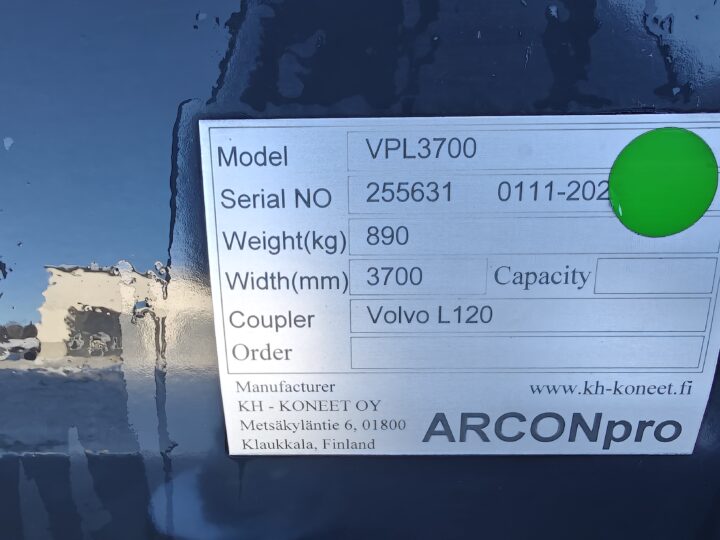 Model VPL3700
Serial NO 255631 0111-202
Weight(kg) 890
Width(mm) 3700 Capacity
Coupler Volvo L120
Order
Manufacturer www.kh-koneet.fi
KH - KONEET OY
Metsäkyläntie 6, 01800
Klaukkala, Finland
ARCONpro